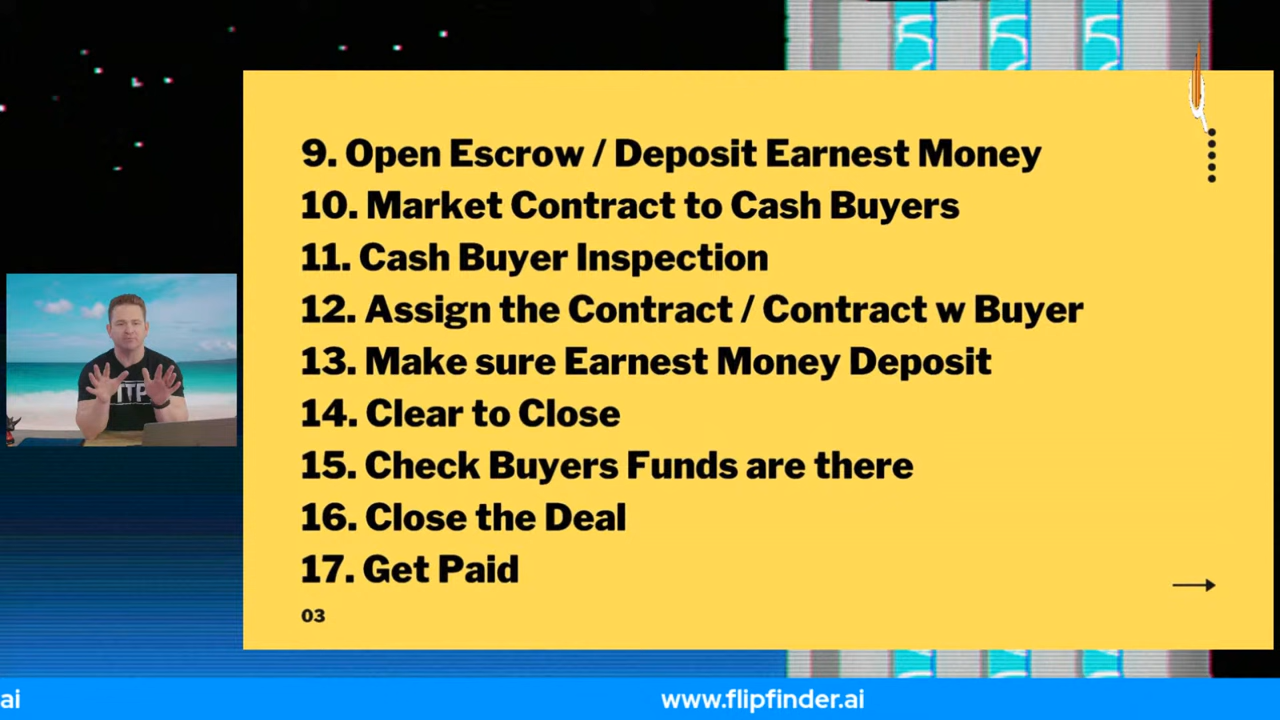 9. Open Escrow / Deposit Earnest Money
10. Market Contract to Cash Buyers
11. Cash Buyer Inspection
12. Assign the Contract / Contract w Buyer
13. Make sure Earnest Money Deposit
14. Clear to Close
15. Check Buyers Funds are there
16. Close the Deal
17. Get Paid
03
ITP
ai
www.flipfinder.ai